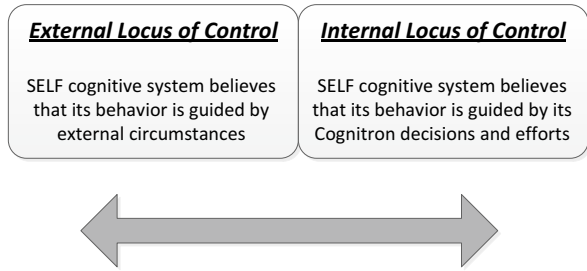 External Locus of Control
SELF cognitive system believes
that its behavior is guided by
external circumstances
Internal Locus of Control
SELF cognitive system believes
that its behavior is guided by its
Cognitron decisions and efforts